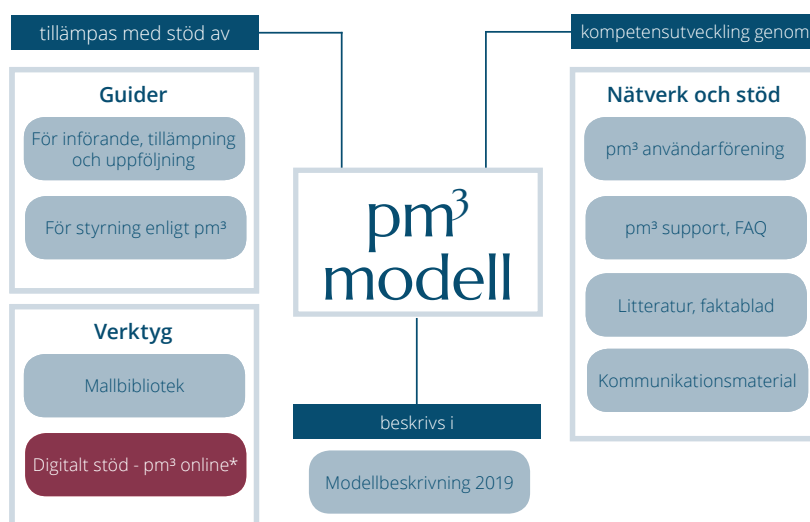 tillämpas med stöd av
Guider
För införande, tillämpning
och uppföljning
För styrning enligt pm³
Verktyg
Mallbibliotek
Digitalt stöd - pm³ online*
pm³
modell
beskrivs i
Modellbeskrivning 2019
kompetensutveckling genom
Nätverk och stöd
pm³ användarförening
pm³ support, FAQ
Litteratur, faktablad
Kommunikationsmaterial